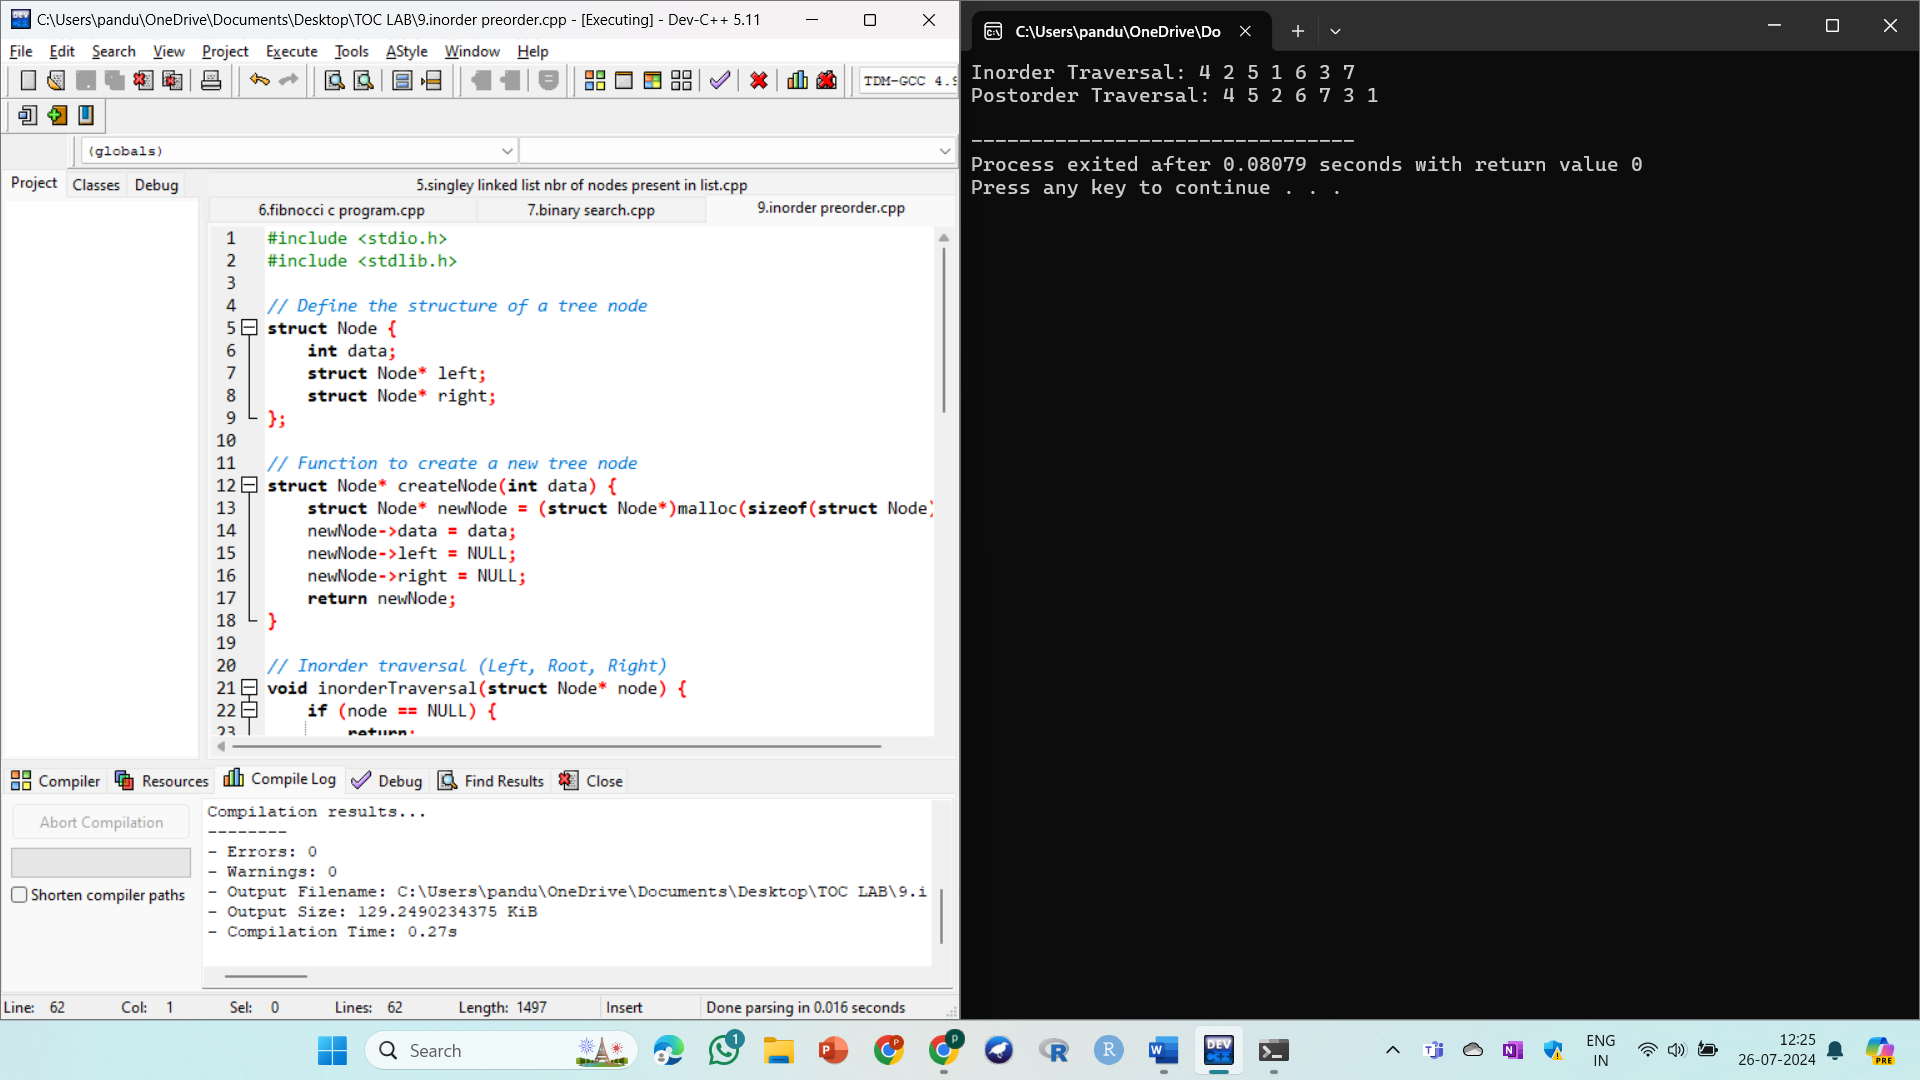 C:\Users\pandu\OneDrive\Documents\Desktop\TOC LAB\9.inorder preorder.cpp - [Executing] - Dev-C++ 5.11
File Edit Search View Project Execute Tools AStyle Window Help
TDM-GCC 4.9
(globals)
Project Classes Debug
5.singley linked list nbr of nodes present in list.cpp
6.fibnocci c program.cpp 7.binary search.cpp 9.inorder preorder.cpp
1 #include <stdio.h>
2 #include <stdlib.h>
3
4 // Define the structure of a tree node
5 struct Node {
6 int data;
7 struct Node* left;
8 struct Node* right;
9 };
10
11 // Function to create a new tree node
12 struct Node* createNode(int data) {
13 struct Node* newNode = (struct Node*)malloc(sizeof(struct Node)
14 newNode->data = data;
15 newNode->left = NULL;
16 newNode->right = NULL;
17 return newNode;
18 }
19
20 // Inorder traversal (Left, Root, Right)
21 void inorderTraversal(struct Node* node) {
22 if (node == NULL) {
23 return;
Compiler Resources Compile Log Debug Find Results Close
Abort Compilation
Shorten compiler paths
Compilation results...
--------
- Errors: 0
- Warnings: 0
- Output Filename: C:\Users\pandu\OneDrive\Documents\Desktop\TOC LAB\9.i
- Output Size: 129.2490234375 KiB
- Compilation Time: 0.27s
Line: 62 Col: 1 Sel: 0 Lines: 62 Length: 1497 Insert Done parsing in 0.016 seconds
C:\Users\pandu\OneDrive\Do
Inorder Traversal: 4 2 5 1 6 3 7
Postorder Traversal: 4 5 2 6 7 3 1
--------------------------------
Process exited after 0.08079 seconds with return value 0
Press any key to continue . . .
Search
1
P
P
R
R
W
DEV
C++
ENG
IN
12:25
26-07-2024
PRE